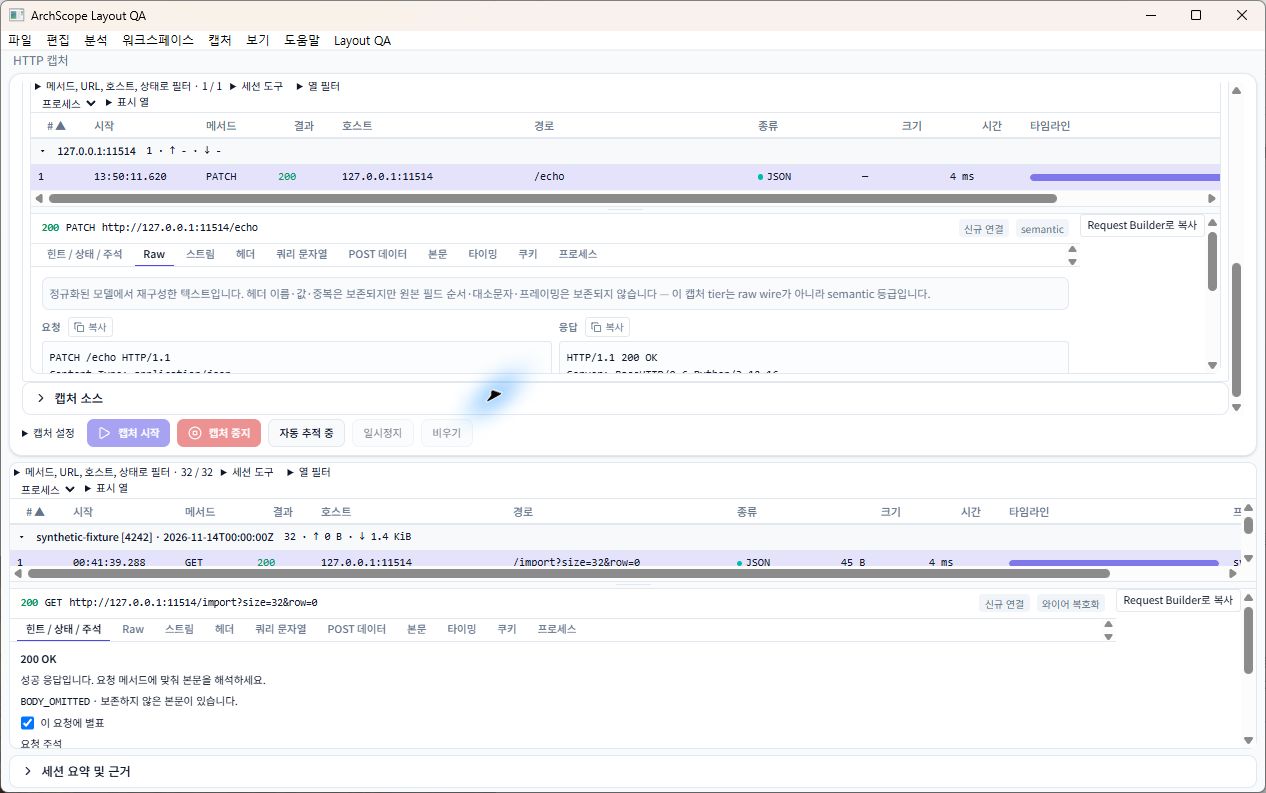 ArchScope Layout QA
파일 편집 분석 워크스페이스 캡처 보기 도움말 Layout QA
HTTP 캡처
▶ 메서드, URL, 호스트, 상태로 필터 · 1 / 1 ▶ 세션 도구 ▶ 열 필터
프로세스 ▶ 표시 열
# ▲ 시작 메서드 결과 호스트 경로 종류 크기 시간 타임라인
127.0.0.1:11514 1 · ↑ - · ↓ -
1 13:50:11.620 PATCH 200 127.0.0.1:11514 /echo JSON — 4 ms
200 PATCH http://127.0.0.1:11514/echo 신규 연결 semantic Request Builder로 복사
힌트 / 상태 / 주석 Raw 스트림 헤더 쿼리 문자열 POST 데이터 본문 타이밍 쿠키 프로세스
정규화된 모델에서 재구성한 텍스트입니다. 헤더 이름·값·중복은 보존되지만 원본 필드 순서·대소문자·프레이밍은 보존되지 않습니다 — 이 캡처 tier는 raw wire가 아니라 semantic 등급입니다.
요청 복사 응답 복사
PATCH /echo HTTP/1.1 HTTP/1.1 200 OK
Content-Type: application/json Server: BaseHTTP/0.6 Python/3.10.16
캡처 소스
▶ 캡처 설정 캡처 시작 캡처 중지 자동 추적 중 일시정지 비우기
▶ 메서드, URL, 호스트, 상태로 필터 · 32 / 32 ▶ 세션 도구 ▶ 열 필터
프로세스 ▶ 표시 열
# ▲ 시작 메서드 결과 호스트 경로 종류 크기 시간 타임라인
synthetic-fixture [4242] · 2026-11-14T00:00:00Z 32 · ↑ 0 B · ↓ 1.4 KiB
1 00:41:39.288 GET 200 127.0.0.1:11514 /import?size=32&row=0 JSON 45 B 4 ms
200 GET http://127.0.0.1:11514/import?size=32&row=0 신규 연결 와이어 복호화 Request Builder로 복사
힌트 / 상태 / 주석 Raw 스트림 헤더 쿼리 문자열 POST 데이터 본문 타이밍 쿠키 프로세스
200 OK
성공 응답입니다. 요청 메서드에 맞춰 본문을 해석하세요.
BODY_OMITTED · 보존하지 않은 본문이 있습니다.
이 요청에 별표
요청 주석
세션 요약 및 근거